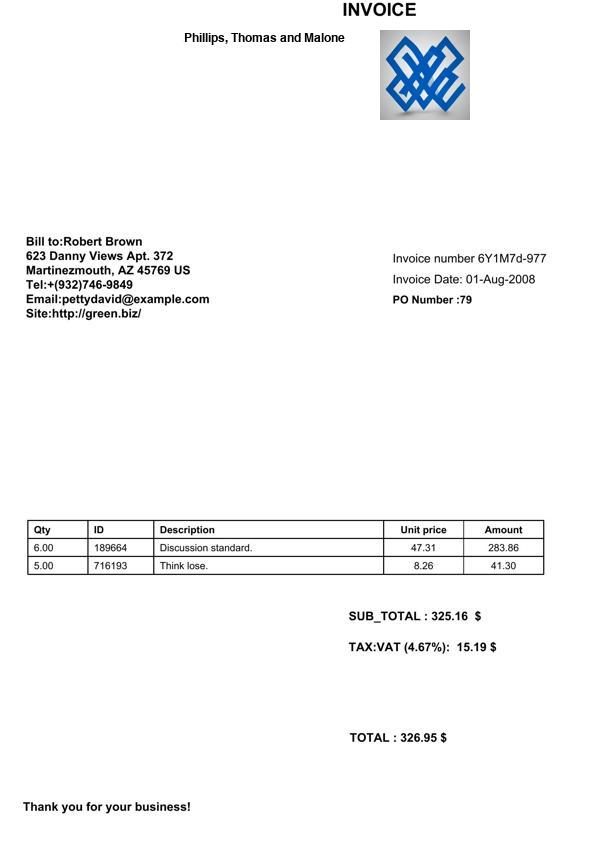 INVOICE
Phillips, Thomas and Malone
Bill to:Robert Brown
623 Danny Views Apt. 372
Martinezmouth, AZ 45769 US
Tel:+(932)746-9849
Email:pettydavid@example.com
Site:http://green.biz/
Invoice number 6Y1M7d-977
Invoice Date: 01-Aug-2008
PO Number :79
Qty ID Description Unit price Amount
6.00 189664 Discussion standard. 47.31 283.86
5.00 716193 Think lose. 8.26 41.30
SUB_TOTAL : 325.16 $
TAX:VAT (4.67%): 15.19 $
TOTAL : 326.95 $
Thank you for your business!